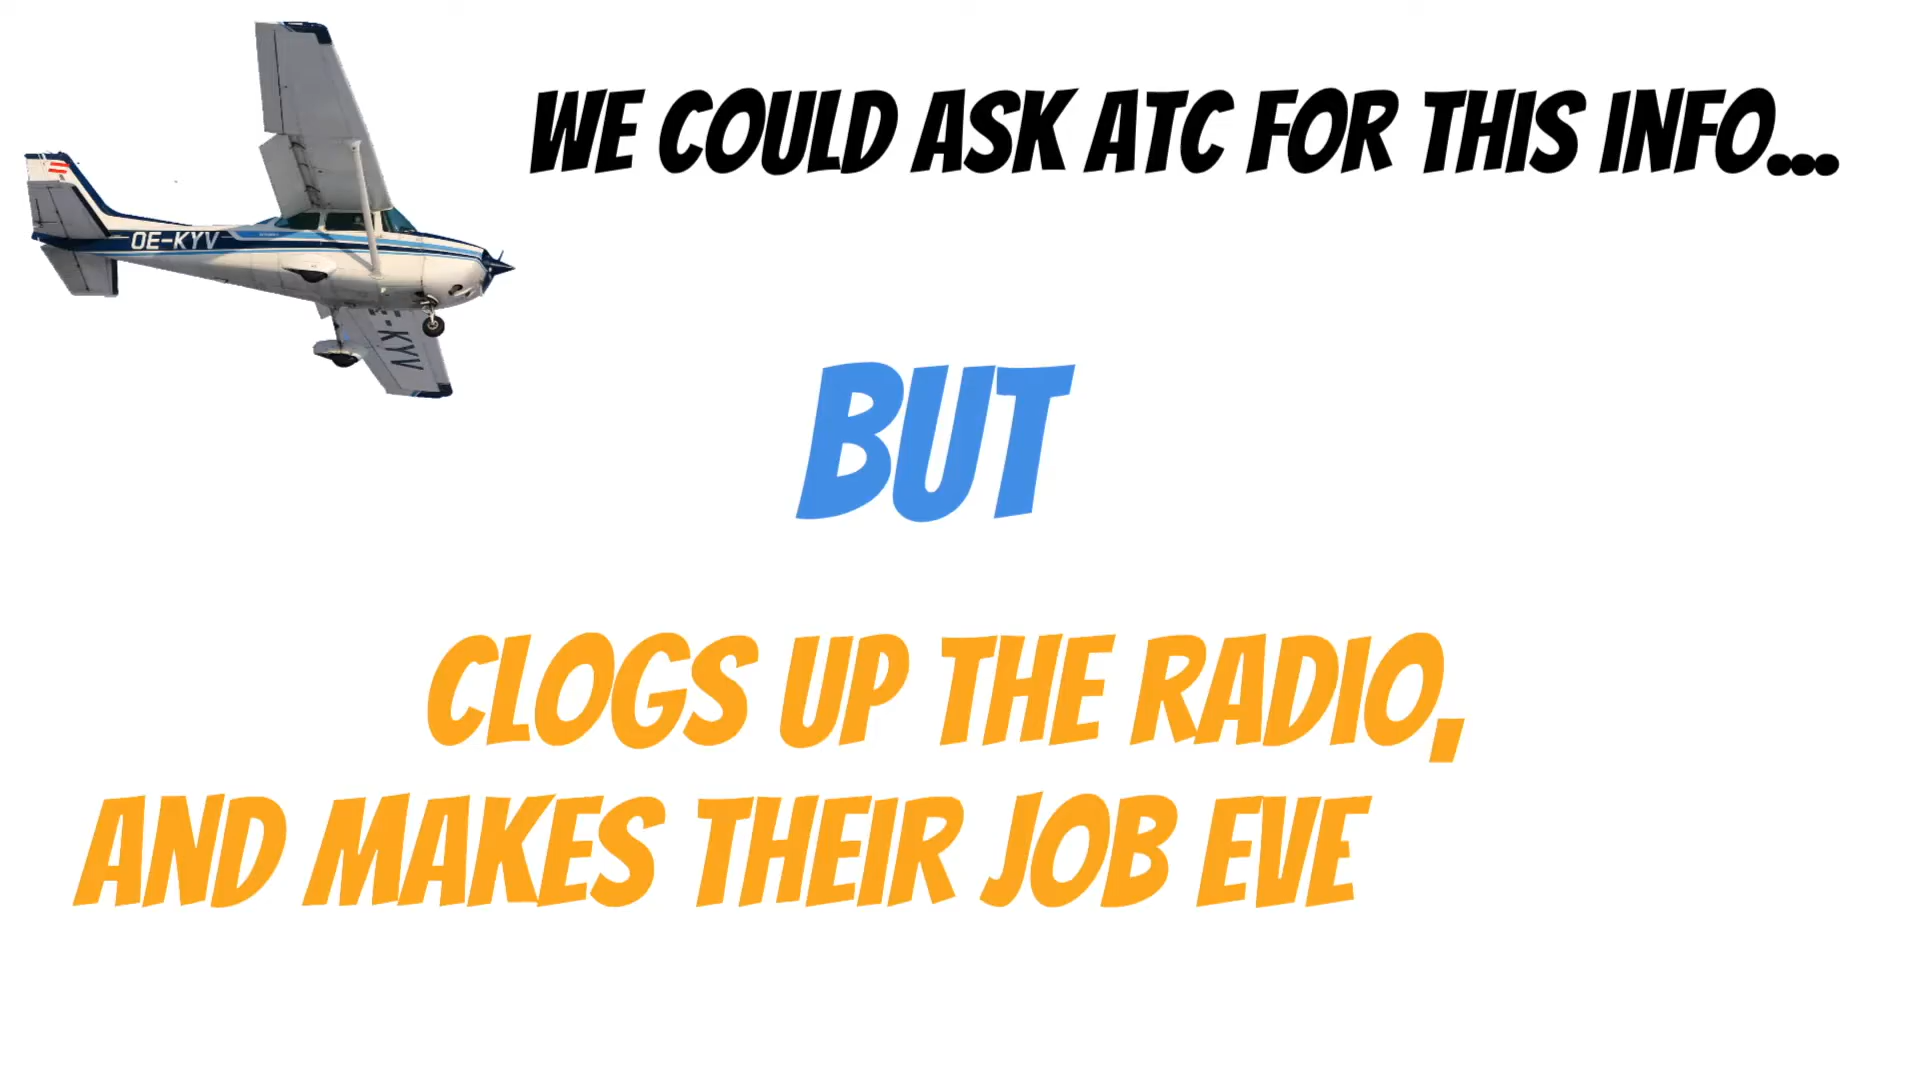 WE COULD ASK ATC FOR THIS INFO...
OE-KYV
BUT
CLOGS UP THE RADIO,
AND MAKES THEIR JOB EVE